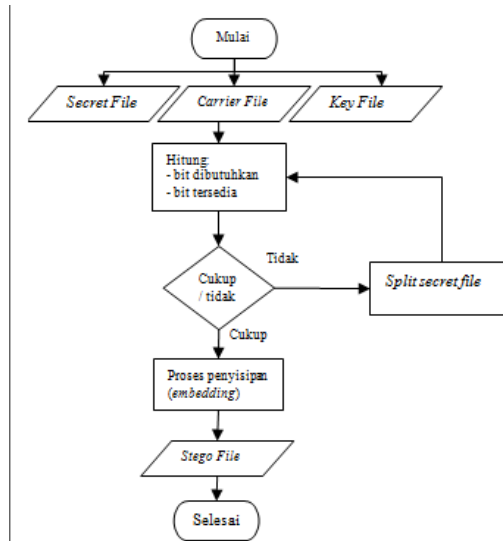 Mulai
Secret File
Carrier File
Key File
Hitung:
- bit dibutuhkan
- bit tersedia
Tidak
Cukup
/ tidak
Split secret file
Cukup
Proses penyisipan
(embedding)
Stego File
Selesai